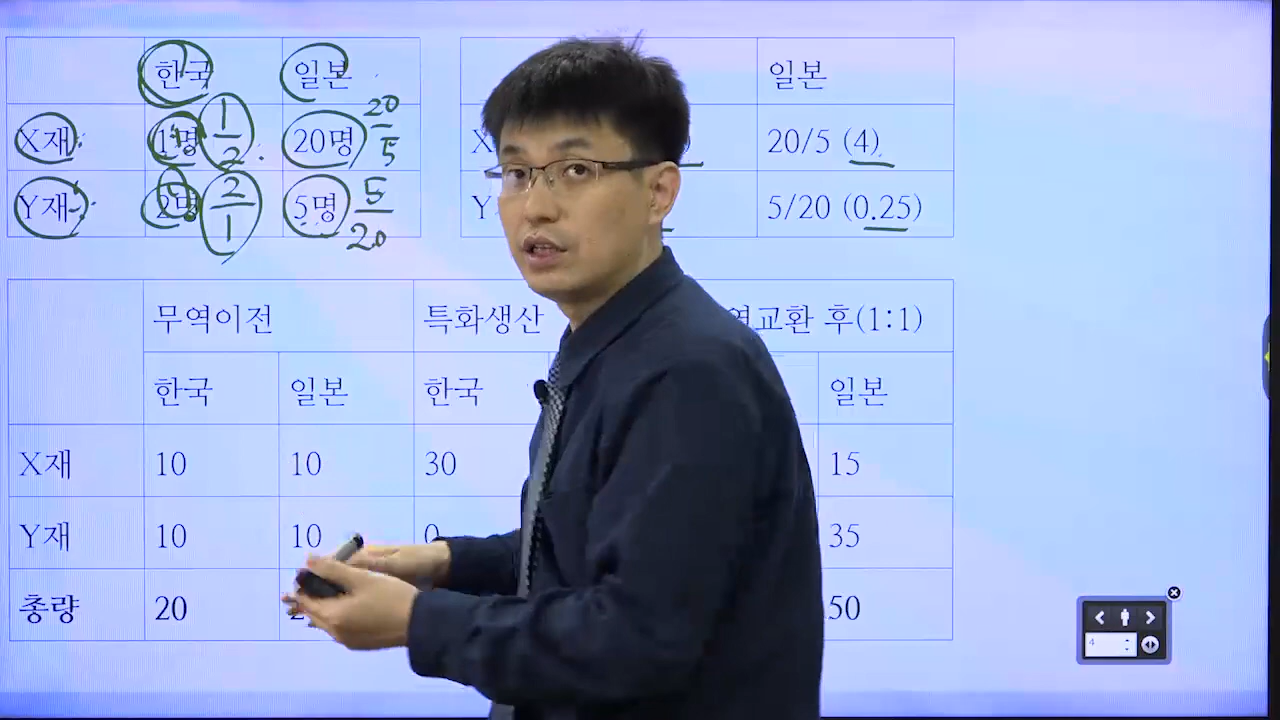 한국 일본
X재 1명 1/2 20명 20/5
Y재 2명 2/1 5명 5/20
일본
X 20/5 (4)
Y 5/20 (0.25)
무역이전 특화생산 역교환 후(1:1)
한국 일본 한국 일본
X재 10 10 30 15
Y재 10 10 0 35
총량 20 50
4